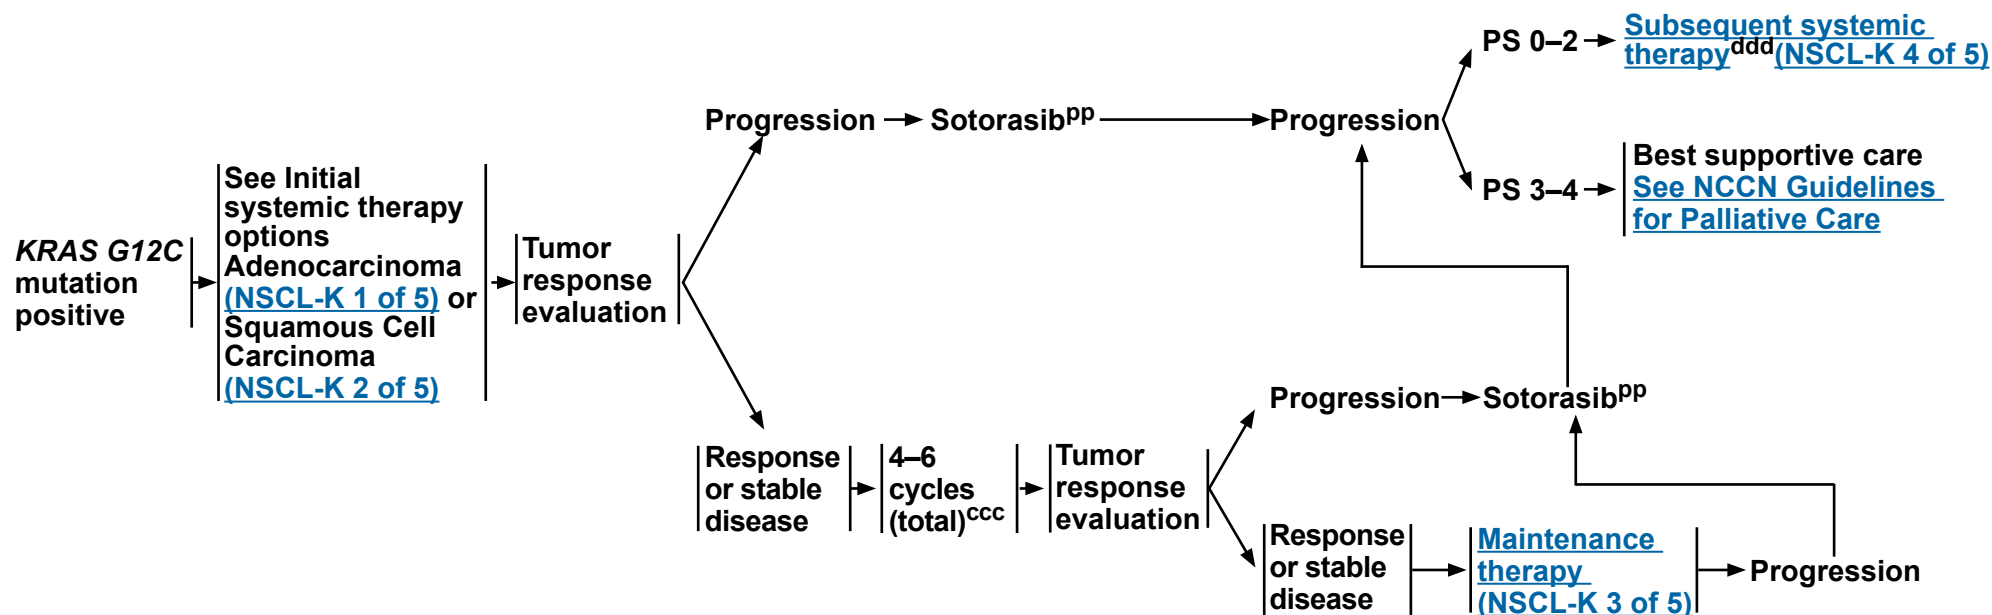 KRAS G12C
mutation
positive
See Initial
systemic therapy
options
Adenocarcinoma
(NSCL-K 1 of 5) or
Squamous Cell
Carcinoma
(NSCL-K 2 of 5)
Tumor
response
evaluation
Progression
Sotorasibpp
Progression
PS 0–2
Subsequent systemic
therapyddd(NSCL-K 4 of 5)
PS 3–4
Best supportive care
See NCCN Guidelines
for Palliative Care
Response
or stable
disease
4–6
cycles
(total)ccc
Tumor
response
evaluation
Progression
Sotorasibpp
Response
or stable
disease
Maintenance
therapy
(NSCL-K 3 of 5)
Progression